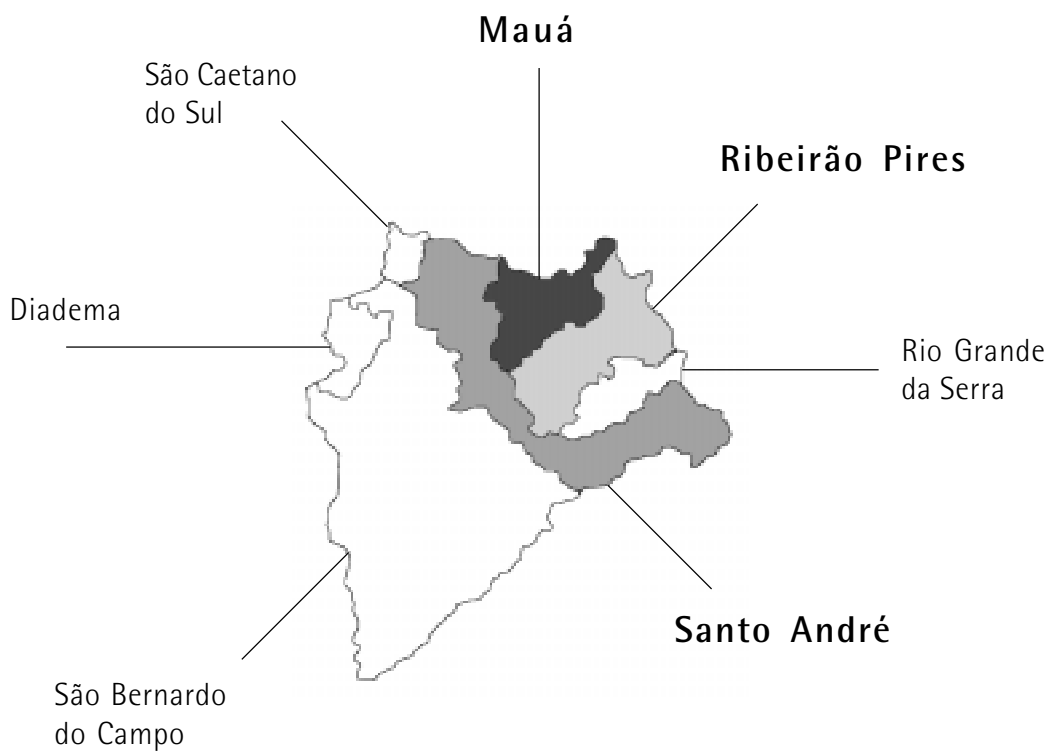 Mauá
São Caetano
do Sul
Ribeirão Pires
Diadema
Rio Grande
da Serra
Santo André
São Bernardo
do Campo